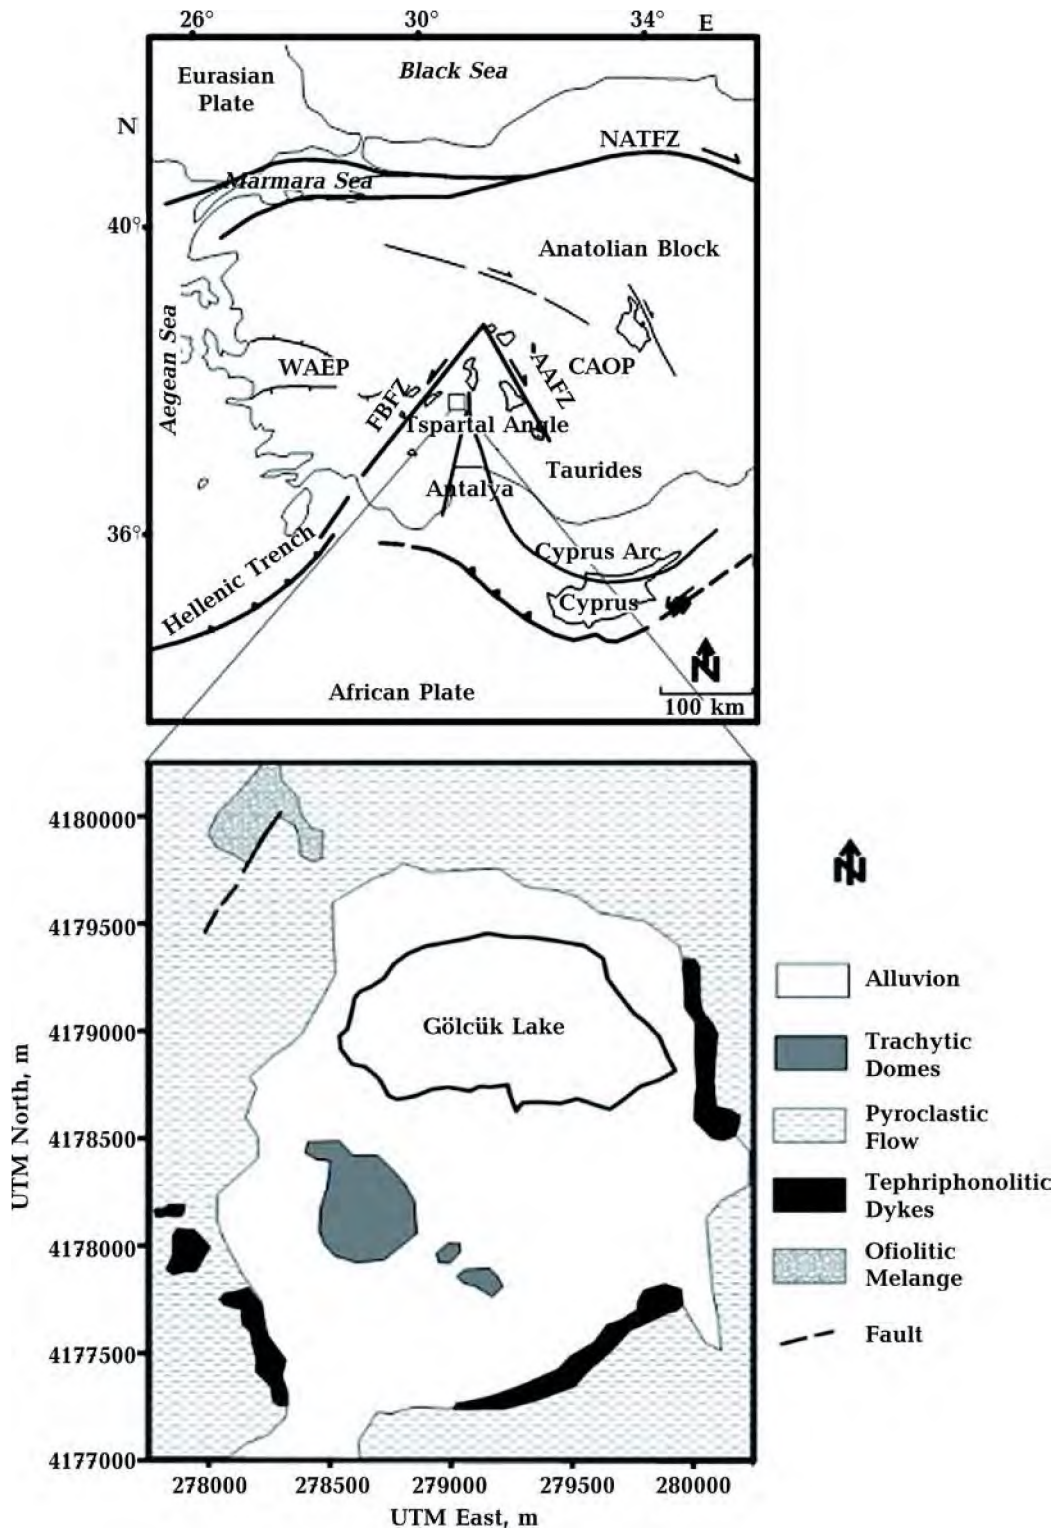 26°
30°
34°
E
Eurasian
Plate
Black Sea
N
NATFZ
Marmara Sea
40°
Anatolian Block
Aegean Sea
WAEP
FBFZ
AAFZ
CAOP
Tspartal Angle
Taurides
Antalya
36°
Hellenic Trench
Cyprus Arc
Cyprus
N
African Plate
100 km
4180000
4179500
4179000
4178500
4178000
4177500
4177000
UTM North, m
Gölcük Lake
278000
278500
279000
279500
280000
UTM East, m
N
Alluvion
Trachytic
Domes
Pyroclastic
Flow
Tephriphonolitic
Dykes
Ofiolitic
Melange
Fault